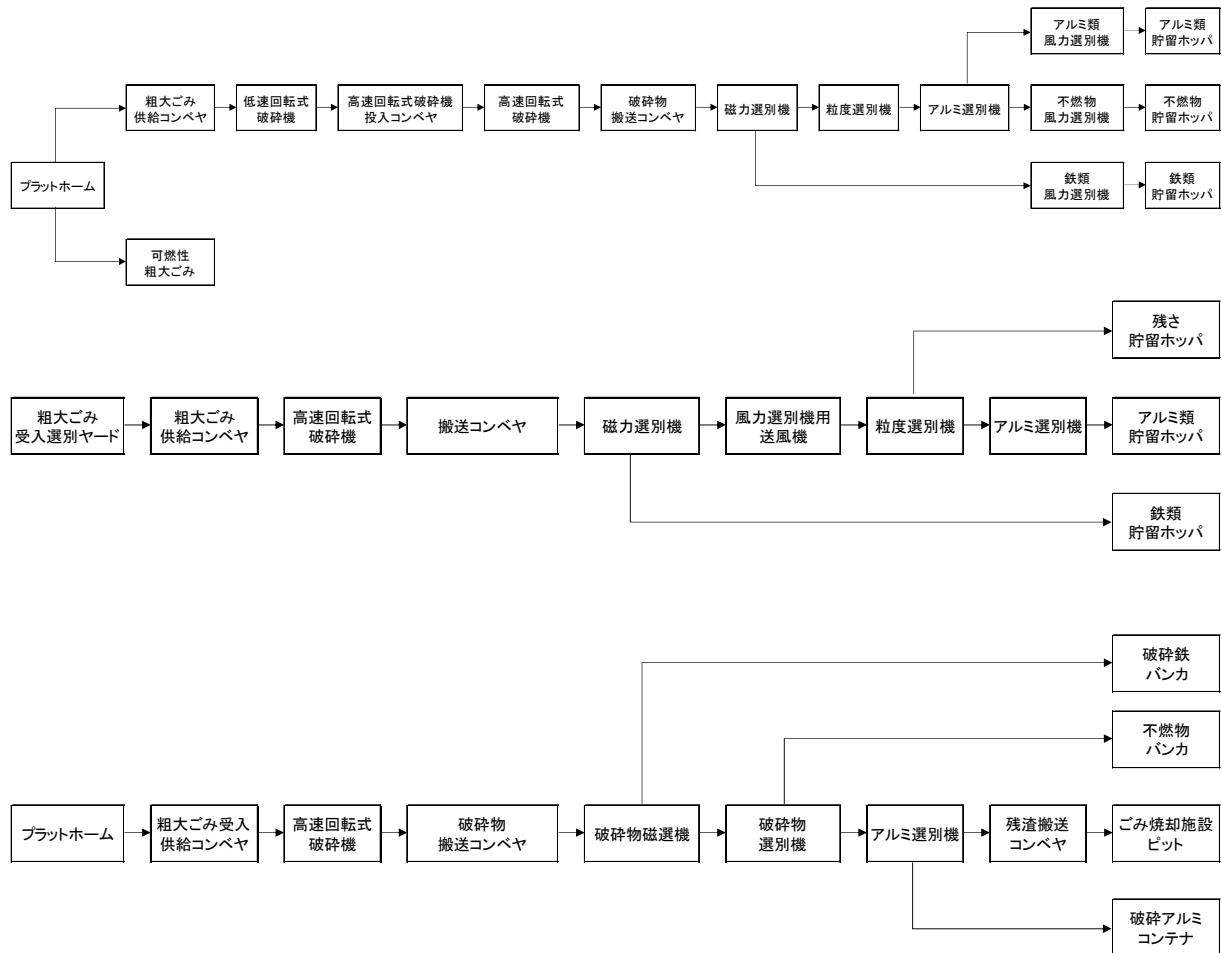 アルミ類
風力選別機
アルミ類
貯留ホッパ
粗大ごみ
供給コンベヤ
低速回転式
破砕機
高速回転式破砕機
投入コンベヤ
高速回転式
破砕機
破砕物
搬送コンベヤ
磁力選別機
粒度選別機
アルミ選別機
不燃物
風力選別機
不燃物
貯留ホッパ
プラットホーム
鉄類
風力選別機
鉄類
貯留ホッパ
可燃性
粗大ごみ
残さ
貯留ホッパ
粗大ごみ
受入選別ヤード
粗大ごみ
供給コンベヤ
高速回転式
破砕機
搬送コンベヤ
磁力選別機
風力選別機用
送風機
粒度選別機
アルミ選別機
アルミ類
貯留ホッパ
鉄類
貯留ホッパ
破砕鉄
バンカ
不燃物
バンカ
プラットホーム
粗大ごみ受入
供給コンベヤ
高速回転式
破砕機
破砕物
搬送コンベヤ
破砕物磁選機
破砕物
選別機
アルミ選別機
残渣搬送
コンベヤ
ごみ焼却施設
ピット
破砕アルミ
コンテナ